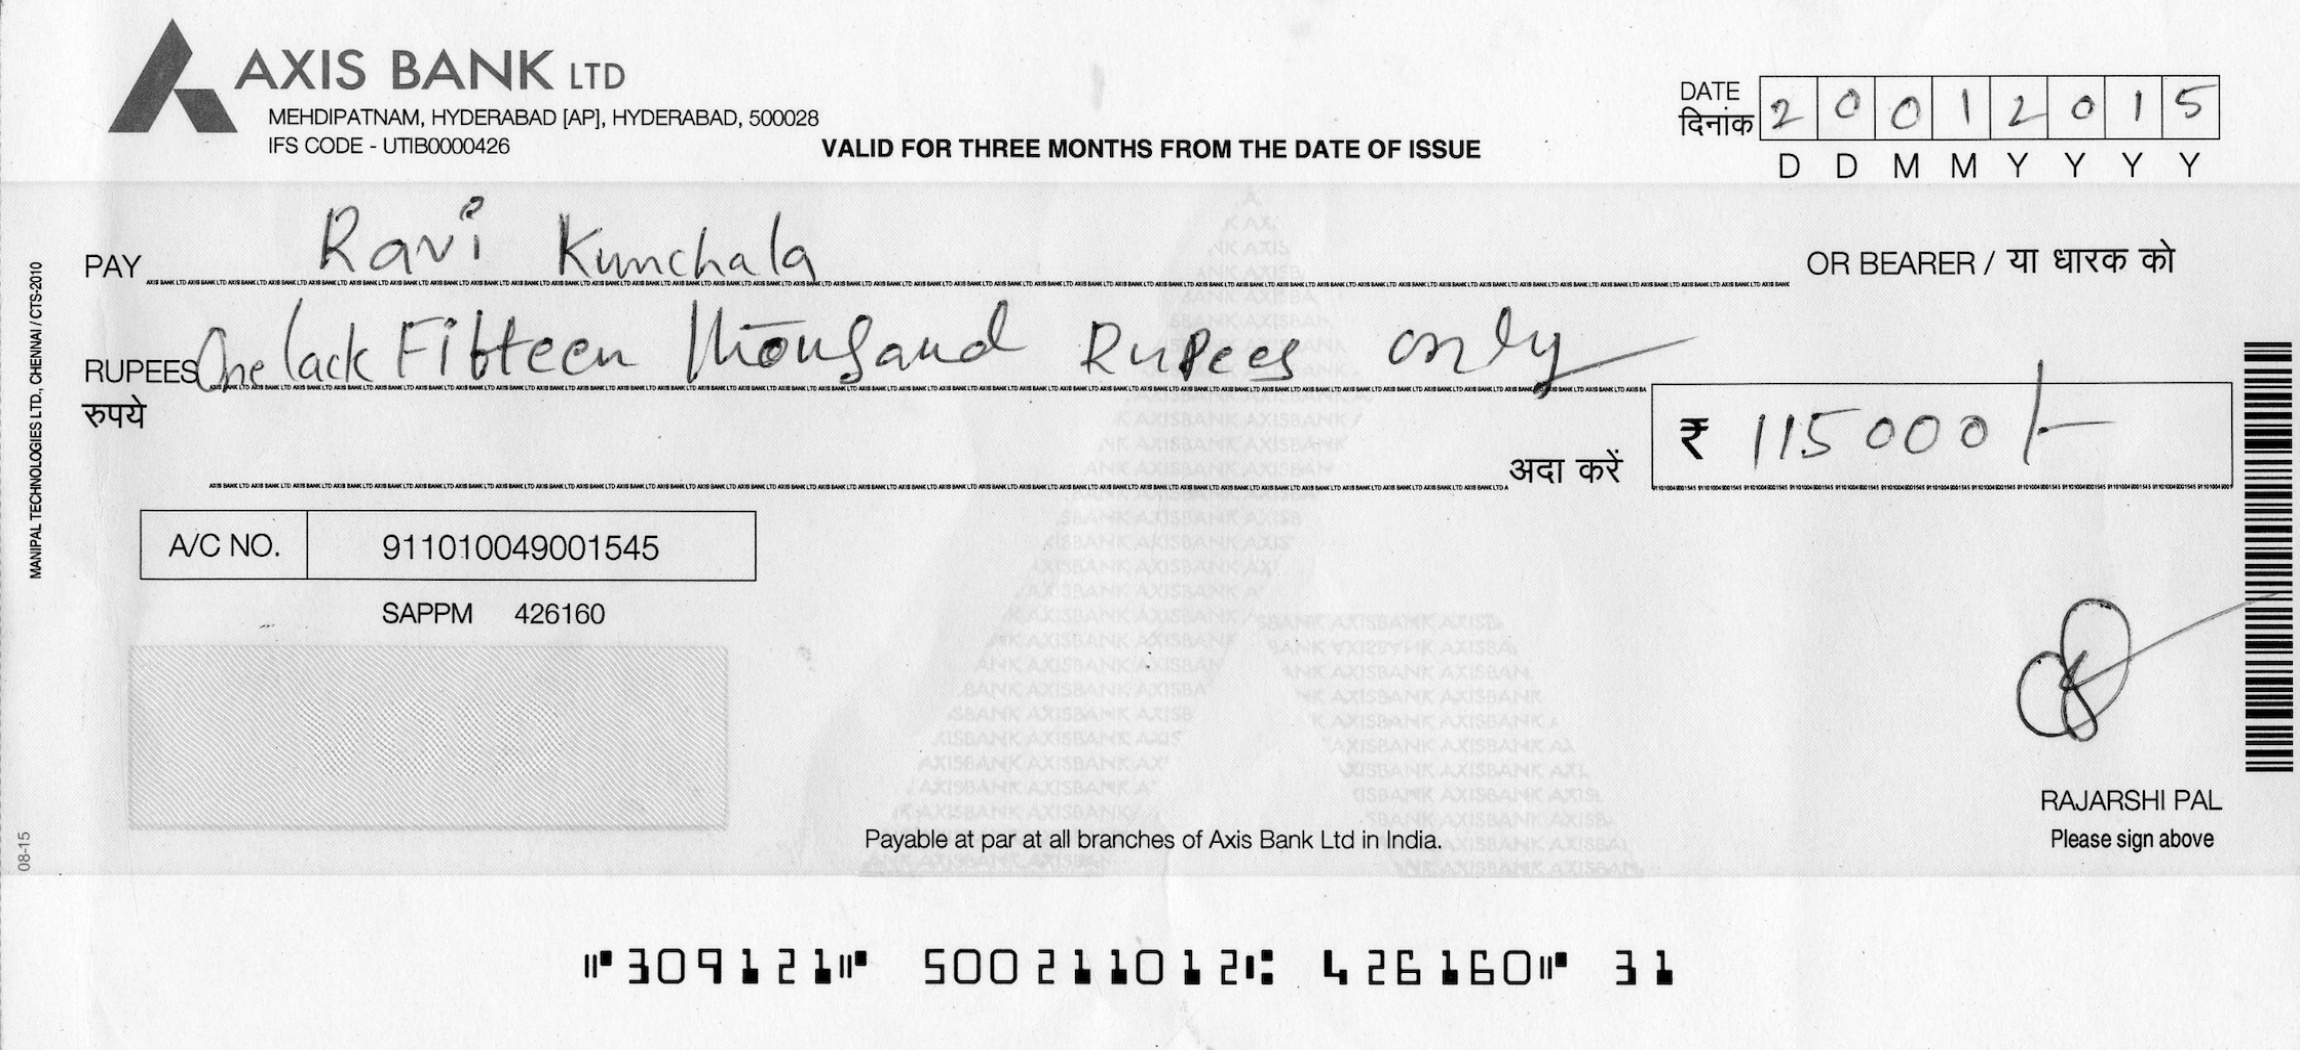 AXIS BANK LTD
MEHDIPATNAM, HYDERABAD [AP], HYDERABAD, 500028
IFS CODE - UTIB0000426
VALID FOR THREE MONTHS FROM THE DATE OF ISSUE
DATE
दिनांक
2 0 0 1 2 0 1 5
D D M M Y Y Y Y
PAY Ravi Kunchala OR BEARER / या धारक को
RUPEES One lack Fifteen Thousand Rupees only
रुपये
अदा करें ₹ 115000/-
A/C NO. 911010049001545
SAPPM 426160
VOID
RAJARSHI PAL
Please sign above
Payable at par at all branches of Axis Bank Ltd in India.
MANIPAL TECHNOLOGIES LTD., CHENNAI / CTS-2010
08-15
⑈309121⑈ 500211012⑆ 426160⑈ 31